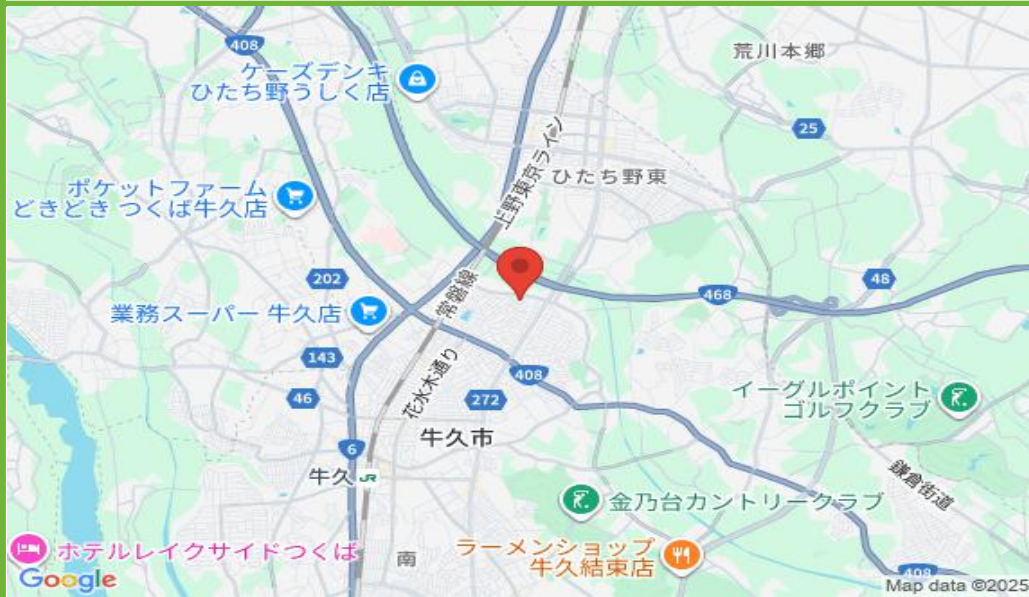 408
ケーズデンキ
ひたち野うしく店
荒川本郷
25
上野東京ライン
ひたち野東
ポケットファーム
どきどき つくば牛久店
202
常磐線
468
48
業務スーパー 牛久店
143
花水木通り
408
46
272
イーグルポイント
ゴルフクラブ
6
牛久市
牛久 JR
鎌倉街道
金乃台カントリークラブ
ホテルレイクサイドつくば
南
ラーメンショップ
牛久結束店
408
Google
Map data ©2025